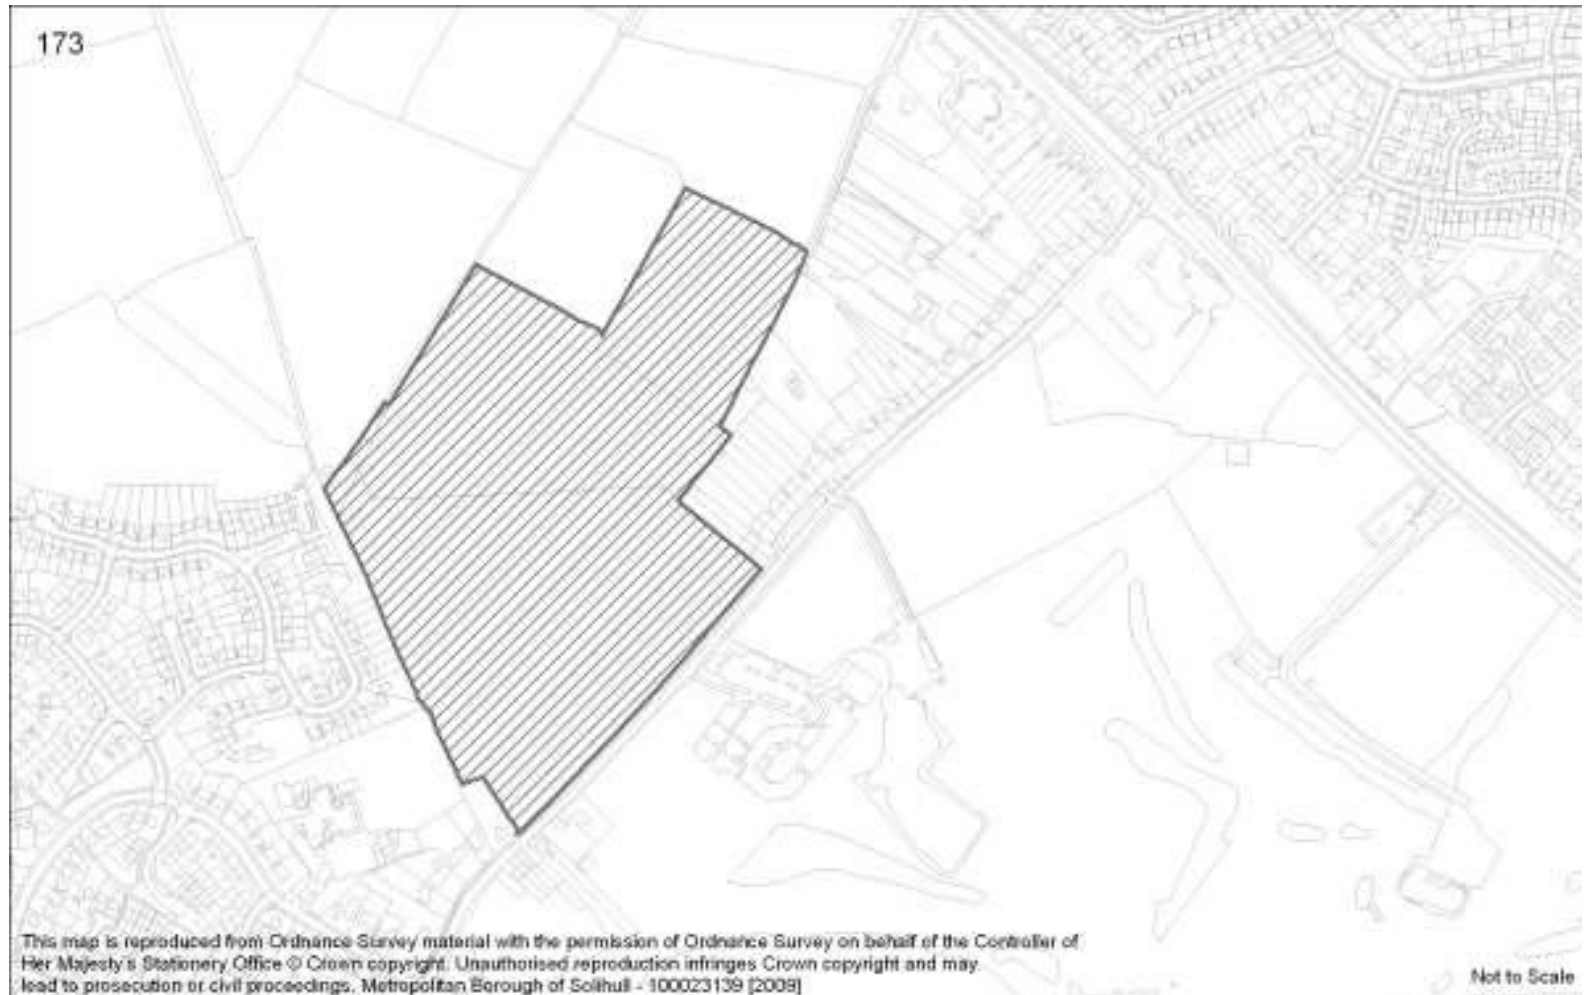 173
This map is reproduced from Ordnance Survey material with the permission of Ordnance Survey on behalf of the Controller of
Her Majesty's Stationery Office © Crown copyright. Unauthorised reproduction infringes Crown copyright and may
lead to prosecution or civil proceedings. Metropolitan Borough of Solihull - 100023139 [2009]
Not to Scale